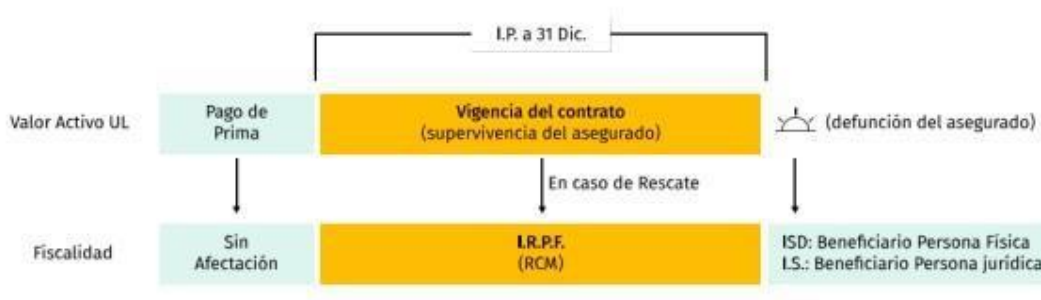 I.P. a 31 Dic.
Valor Activo UL
Pago de
Prima
Vigencia del contrato
(supervivencia del asegurado)
(defunción del asegurado)
En caso de Rescate
Fiscalidad
Sin
Afectación
I.R.P.F.
(RCM)
ISD: Beneficiario Persona Física
I.S.: Beneficiario Persona jurídica